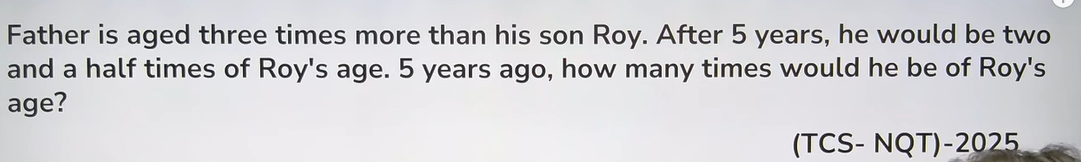 Father is aged three times more than his son Roy. After 5 years, he would be two
and a half times of Roy's age. 5 years ago, how many times would he be of Roy's
age?
(TCS- NQT)-2025